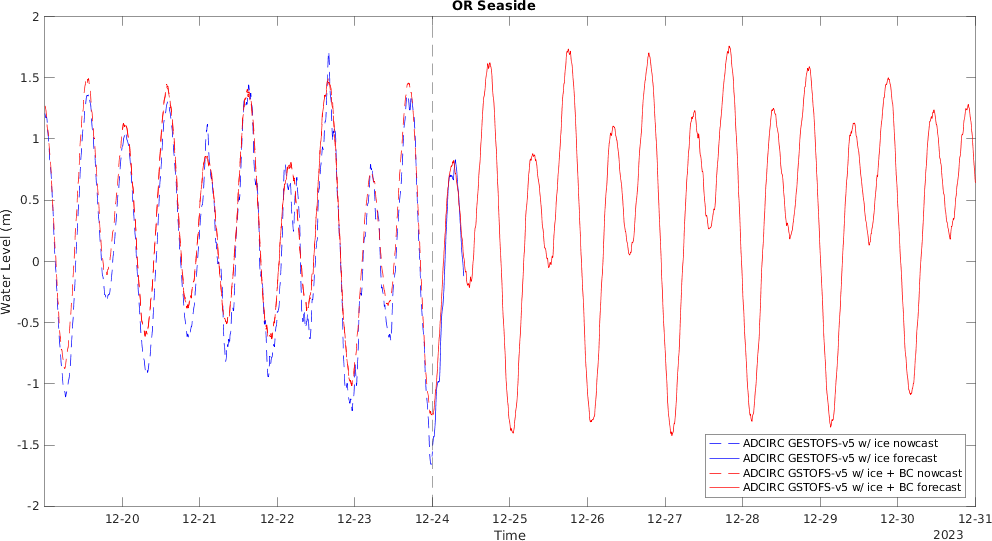 OR Seaside
Water Level (m)
2
1.5
1
0.5
0
-0.5
-1
-1.5
-2
12-20 12-21 12-22 12-23 12-24 12-25 12-26 12-27 12-28 12-29 12-30 12-31
Time
2023
ADCIRC GESTOFS-v5 w/ ice nowcast
ADCIRC GESTOFS-v5 w/ ice forecast
ADCIRC GSTOFS-v5 w/ ice + BC nowcast
ADCIRC GSTOFS-v5 w/ ice + BC forecast